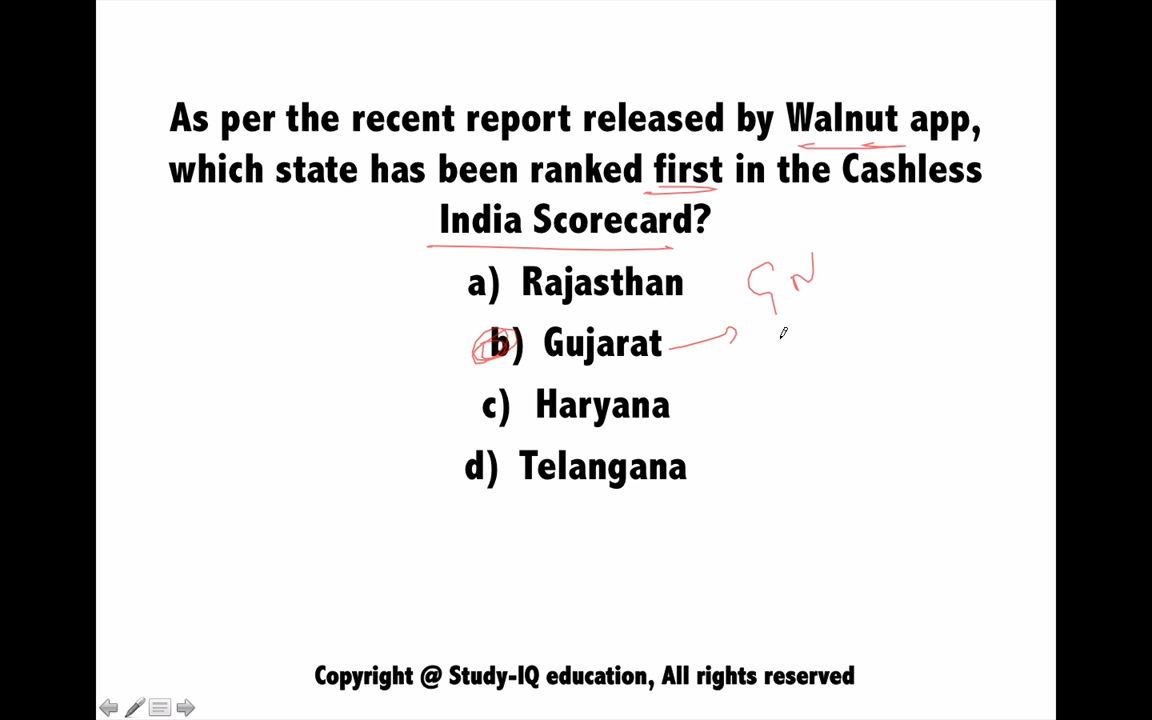 As per the recent report released by Walnut app,
which state has been ranked first in the Cashless
India Scorecard?
a) Rajasthan
G N
b) Gujarat
c) Haryana
d) Telangana
Copyright @ Study-IQ education, All rights reserved